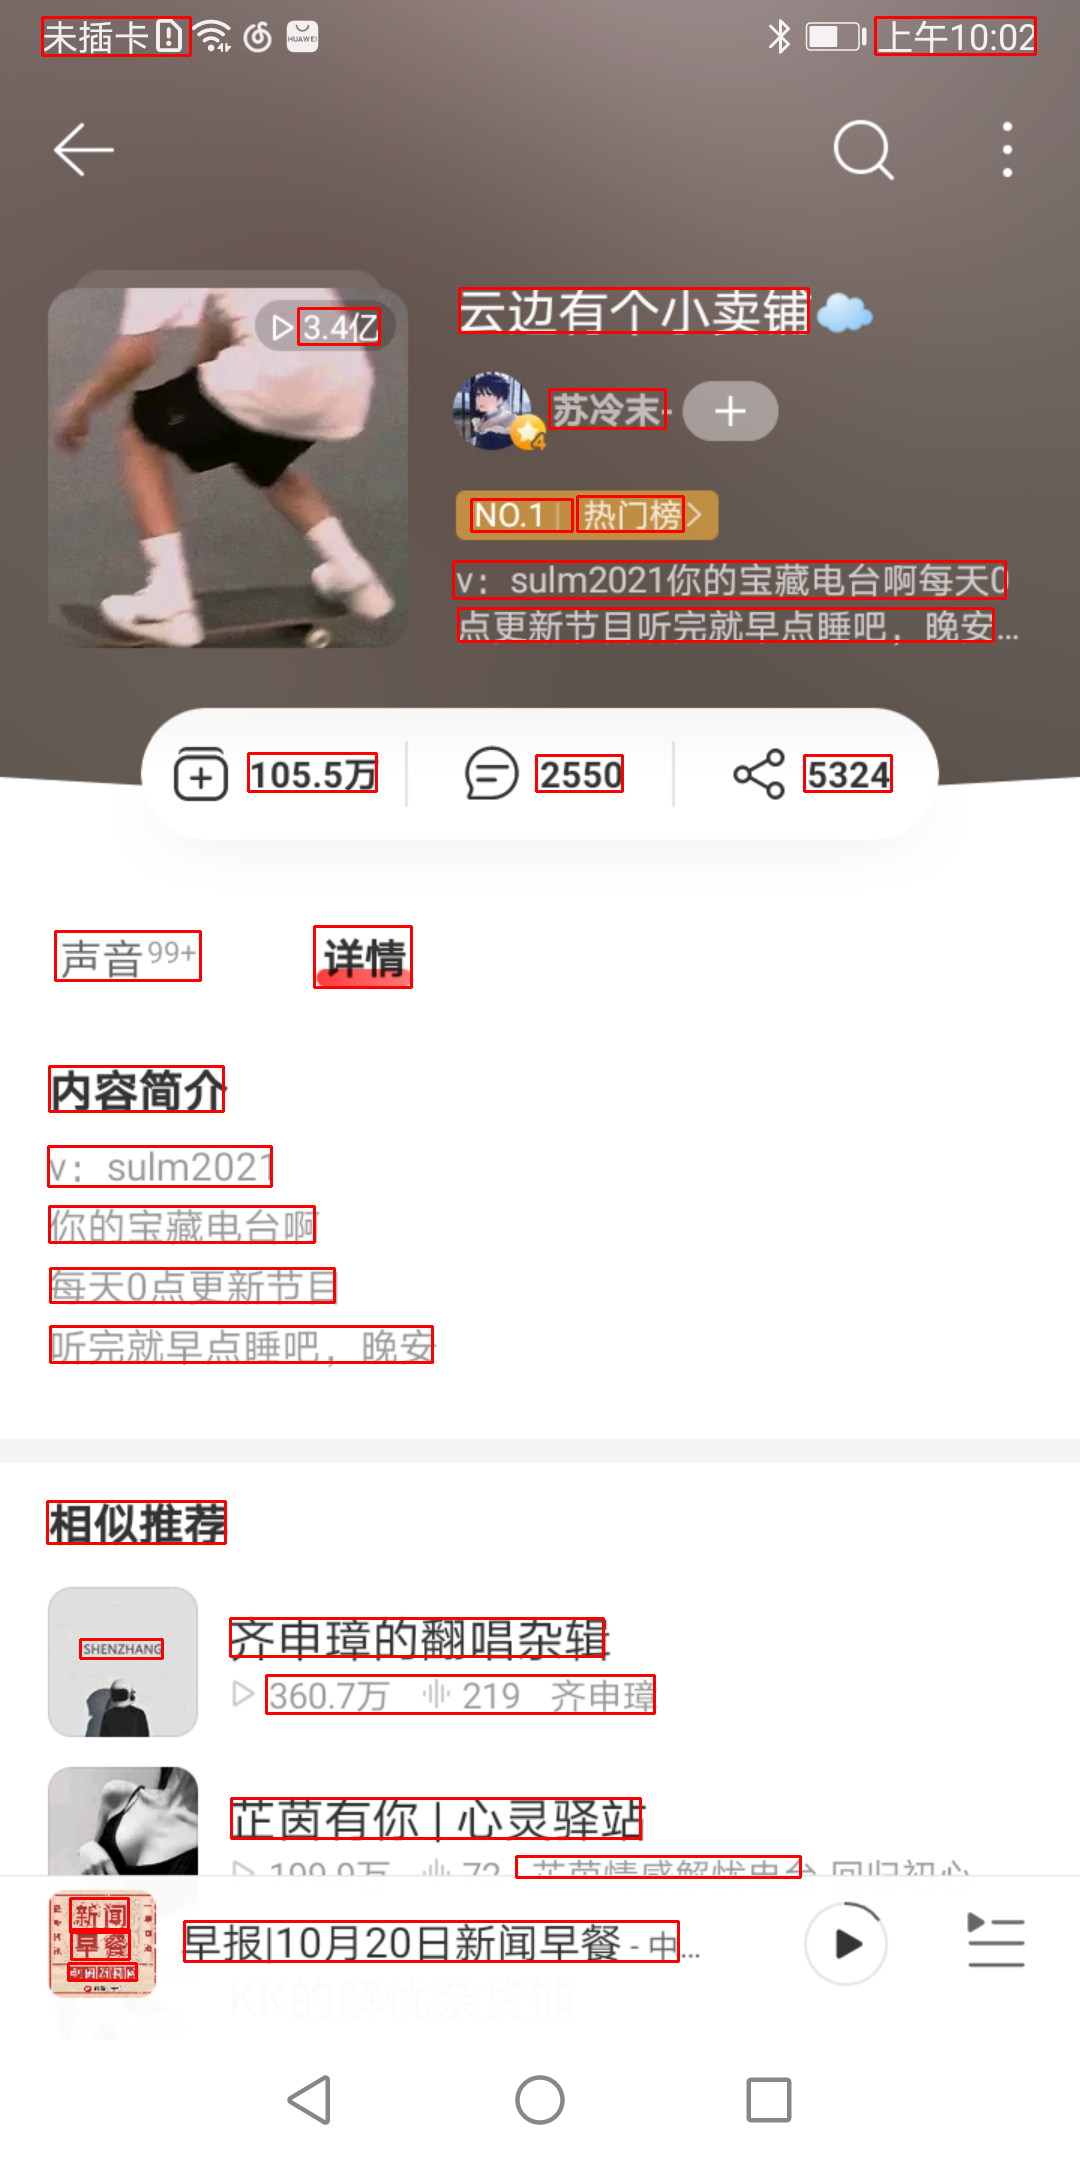 未插卡 HUAWEI 上午10:02
3.4亿
云边有个小卖铺
苏冷末-
NO.1 热门榜
v：sulm2021你的宝藏电台啊每天0
点更新节目听完就早点睡吧，晚安...
105.5万 2550 5324
声音 99+ 详情
内容简介
v：sulm2021
你的宝藏电台啊
每天0点更新节目
听完就早点睡吧，晚安
相似推荐
SHENZHANG
齐申璋的翻唱杂辑
360.7万 219 齐申璋
芷茵有你 | 心灵驿站
199.9万 72 芷茵情感解忧电台-回归初心
新闻
早餐
早报|10月20日新闻早餐 - 中...
KK的解忧杂货铺